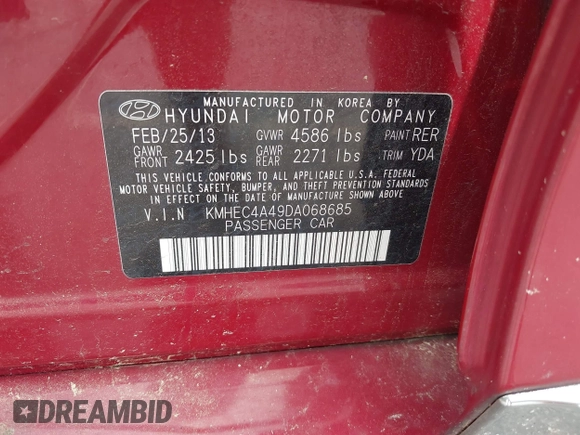 MANUFACTURED IN KOREA BY
HYUNDAI MOTOR COMPANY
FEB/25/13 GVWR 4586 lbs PAINT RER
GAWR FRONT 2425 lbs GAWR REAR 2271 lbs TRIM YDA
THIS VEHICLE CONFORMS TO ALL APPLICABLE U.S.A. FEDERAL
MOTOR VEHICLE SAFETY, BUMPER, AND THEFT PREVENTION STANDARDS
IN EFFECT ON THE DATE OF MANUFACTURE SHOWN ABOVE
V.I.N KMHEC4A49DA068685
PASSENGER CAR
DREAMBID